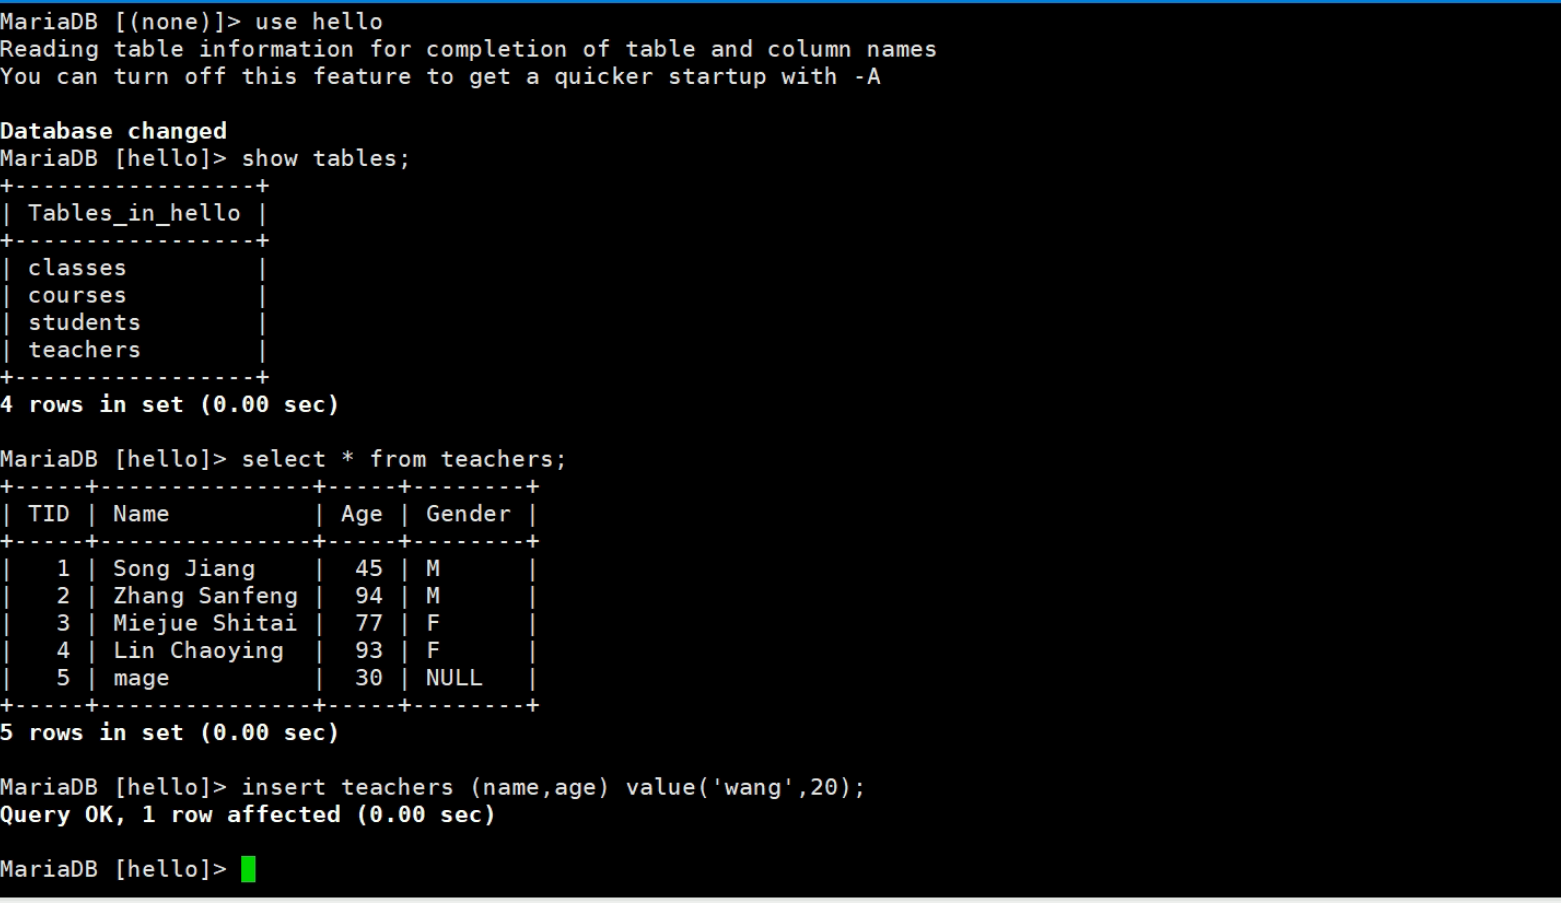 MariaDB [(none)]> use hello
Reading table information for completion of table and column names
You can turn off this feature to get a quicker startup with -A
Database changed
MariaDB [hello]> show tables;
+-----------------+
| Tables_in_hello |
+-----------------+
| classes         |
| courses         |
| students        |
| teachers        |
+-----------------+
4 rows in set (0.00 sec)
MariaDB [hello]> select * from teachers;
+-----+---------------+-----+--------+
| TID | Name          | Age | Gender |
+-----+---------------+-----+--------+
|   1 | Song Jiang    |  45 | M      |
|   2 | Zhang Sanfeng |  94 | M      |
|   3 | Miejue Shitai |  77 | F      |
|   4 | Lin Chaoying  |  93 | F      |
|   5 | mage          |  30 | NULL   |
+-----+---------------+-----+--------+
5 rows in set (0.00 sec)
MariaDB [hello]> insert teachers (name,age) value('wang',20);
Query OK, 1 row affected (0.00 sec)
MariaDB [hello]>